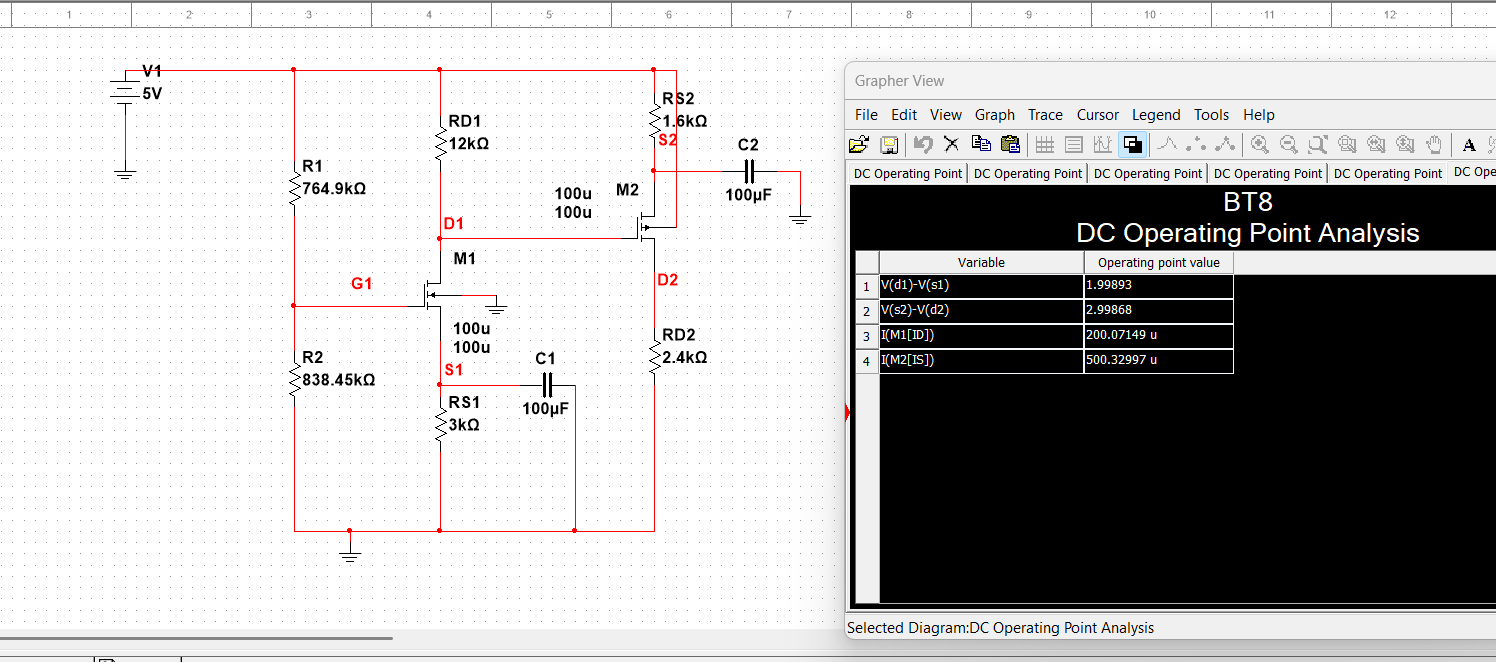 1 2 3 4 5 6 7 8 9 10 11 12
V1
5V
R1
764.9kΩ
R2
838.45kΩ
RD1
12kΩ
D1
M1
G1
100u
100u
S1
RS1
3kΩ
C1
100µF
RS2
1.6kΩ
S2
C2
100µF
100u
100u
M2
D2
RD2
2.4kΩ
Grapher View
File Edit View Graph Trace Cursor Legend Tools Help
A
DC Operating Point DC Operating Point DC Operating Point DC Operating Point DC Operating Point DC Ope
BT8
DC Operating Point Analysis
Variable Operating point value
1 V(d1)-V(s1) 1.99893
2 V(s2)-V(d2) 2.99868
3 I(M1[ID]) 200.07149 u
4 I(M2[IS]) 500.32997 u
Selected Diagram:DC Operating Point Analysis